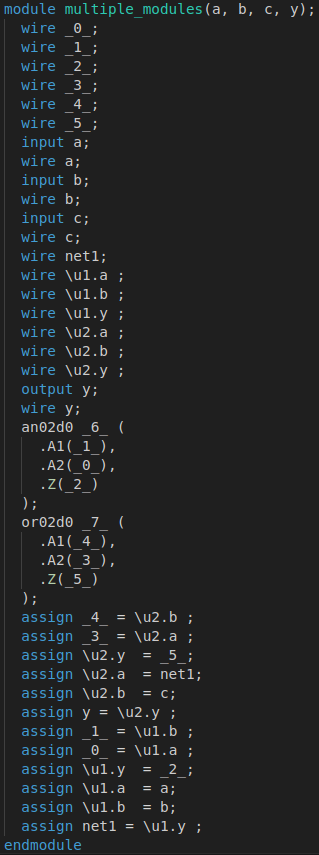 module multiple_modules(a, b, c, y);
  wire _0_;
  wire _1_;
  wire _2_;
  wire _3_;
  wire _4_;
  wire _5_;
  input a;
  wire a;
  input b;
  wire b;
  input c;
  wire c;
  wire net1;
  wire \u1.a ;
  wire \u1.b ;
  wire \u1.y ;
  wire \u2.a ;
  wire \u2.b ;
  wire \u2.y ;
  output y;
  wire y;
  an02d0 _6_ (
    .A1(_1_),
    .A2(_0_),
    .Z(_2_)
  );
  or02d0 _7_ (
    .A1(_4_),
    .A2(_3_),
    .Z(_5_)
  );
  assign _4_ = \u2.b ;
  assign _3_ = \u2.a ;
  assign \u2.y  = _5_;
  assign \u2.a  = net1;
  assign \u2.b  = c;
  assign y = \u2.y ;
  assign _1_ = \u1.b ;
  assign _0_ = \u1.a ;
  assign \u1.y  = _2_;
  assign \u1.a  = a;
  assign \u1.b  = b;
  assign net1 = \u1.y ;
endmodule